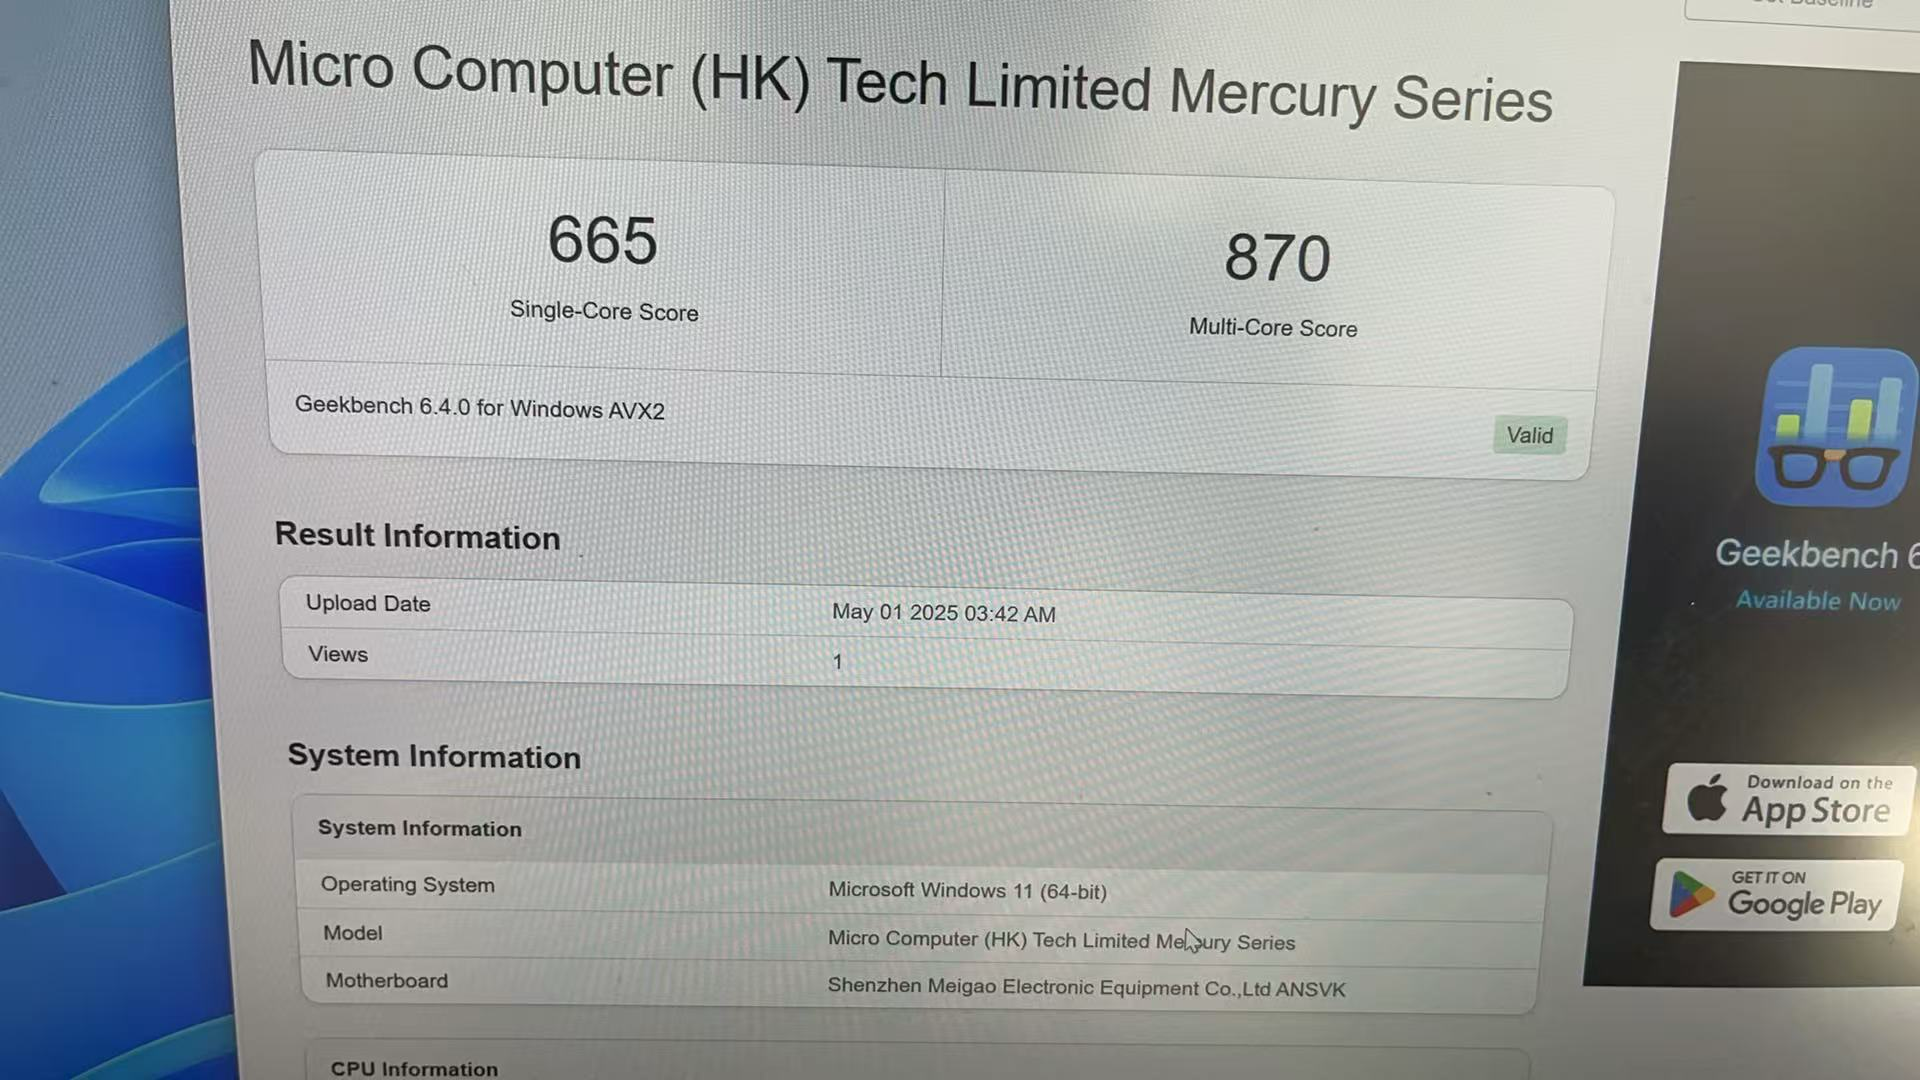 Micro Computer (HK) Tech Limited Mercury Series
665
Single-Core Score
870
Multi-Core Score
Geekbench 6.4.0 for Windows AVX2
Valid
Result Information
Upload Date May 01 2025 03:42 AM
Views 1
System Information
System Information
Operating System Microsoft Windows 11 (64-bit)
Model Micro Computer (HK) Tech Limited Mercury Series
Motherboard Shenzhen Meigao Electronic Equipment Co.,Ltd ANSVK
CPU Information
Baseline
Geekbench 6
Available Now
Download on the
App Store
GET IT ON
Google Play